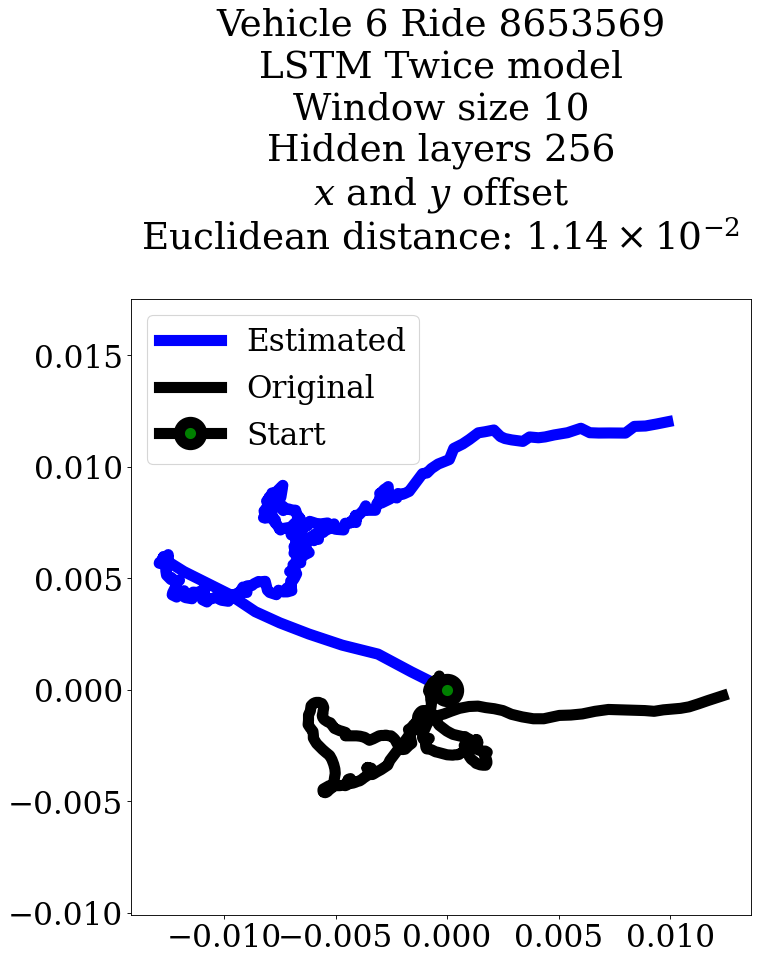 Vehicle 6 Ride 8653569
LSTM Twice model
Window size 10
Hidden layers 256
x and y offset
Euclidean distance: 1.14 × 10⁻²
Estimated
Original
Start
0.015
0.010
0.005
0.000
−0.005
−0.010
−0.010 −0.005 0.000 0.005 0.010